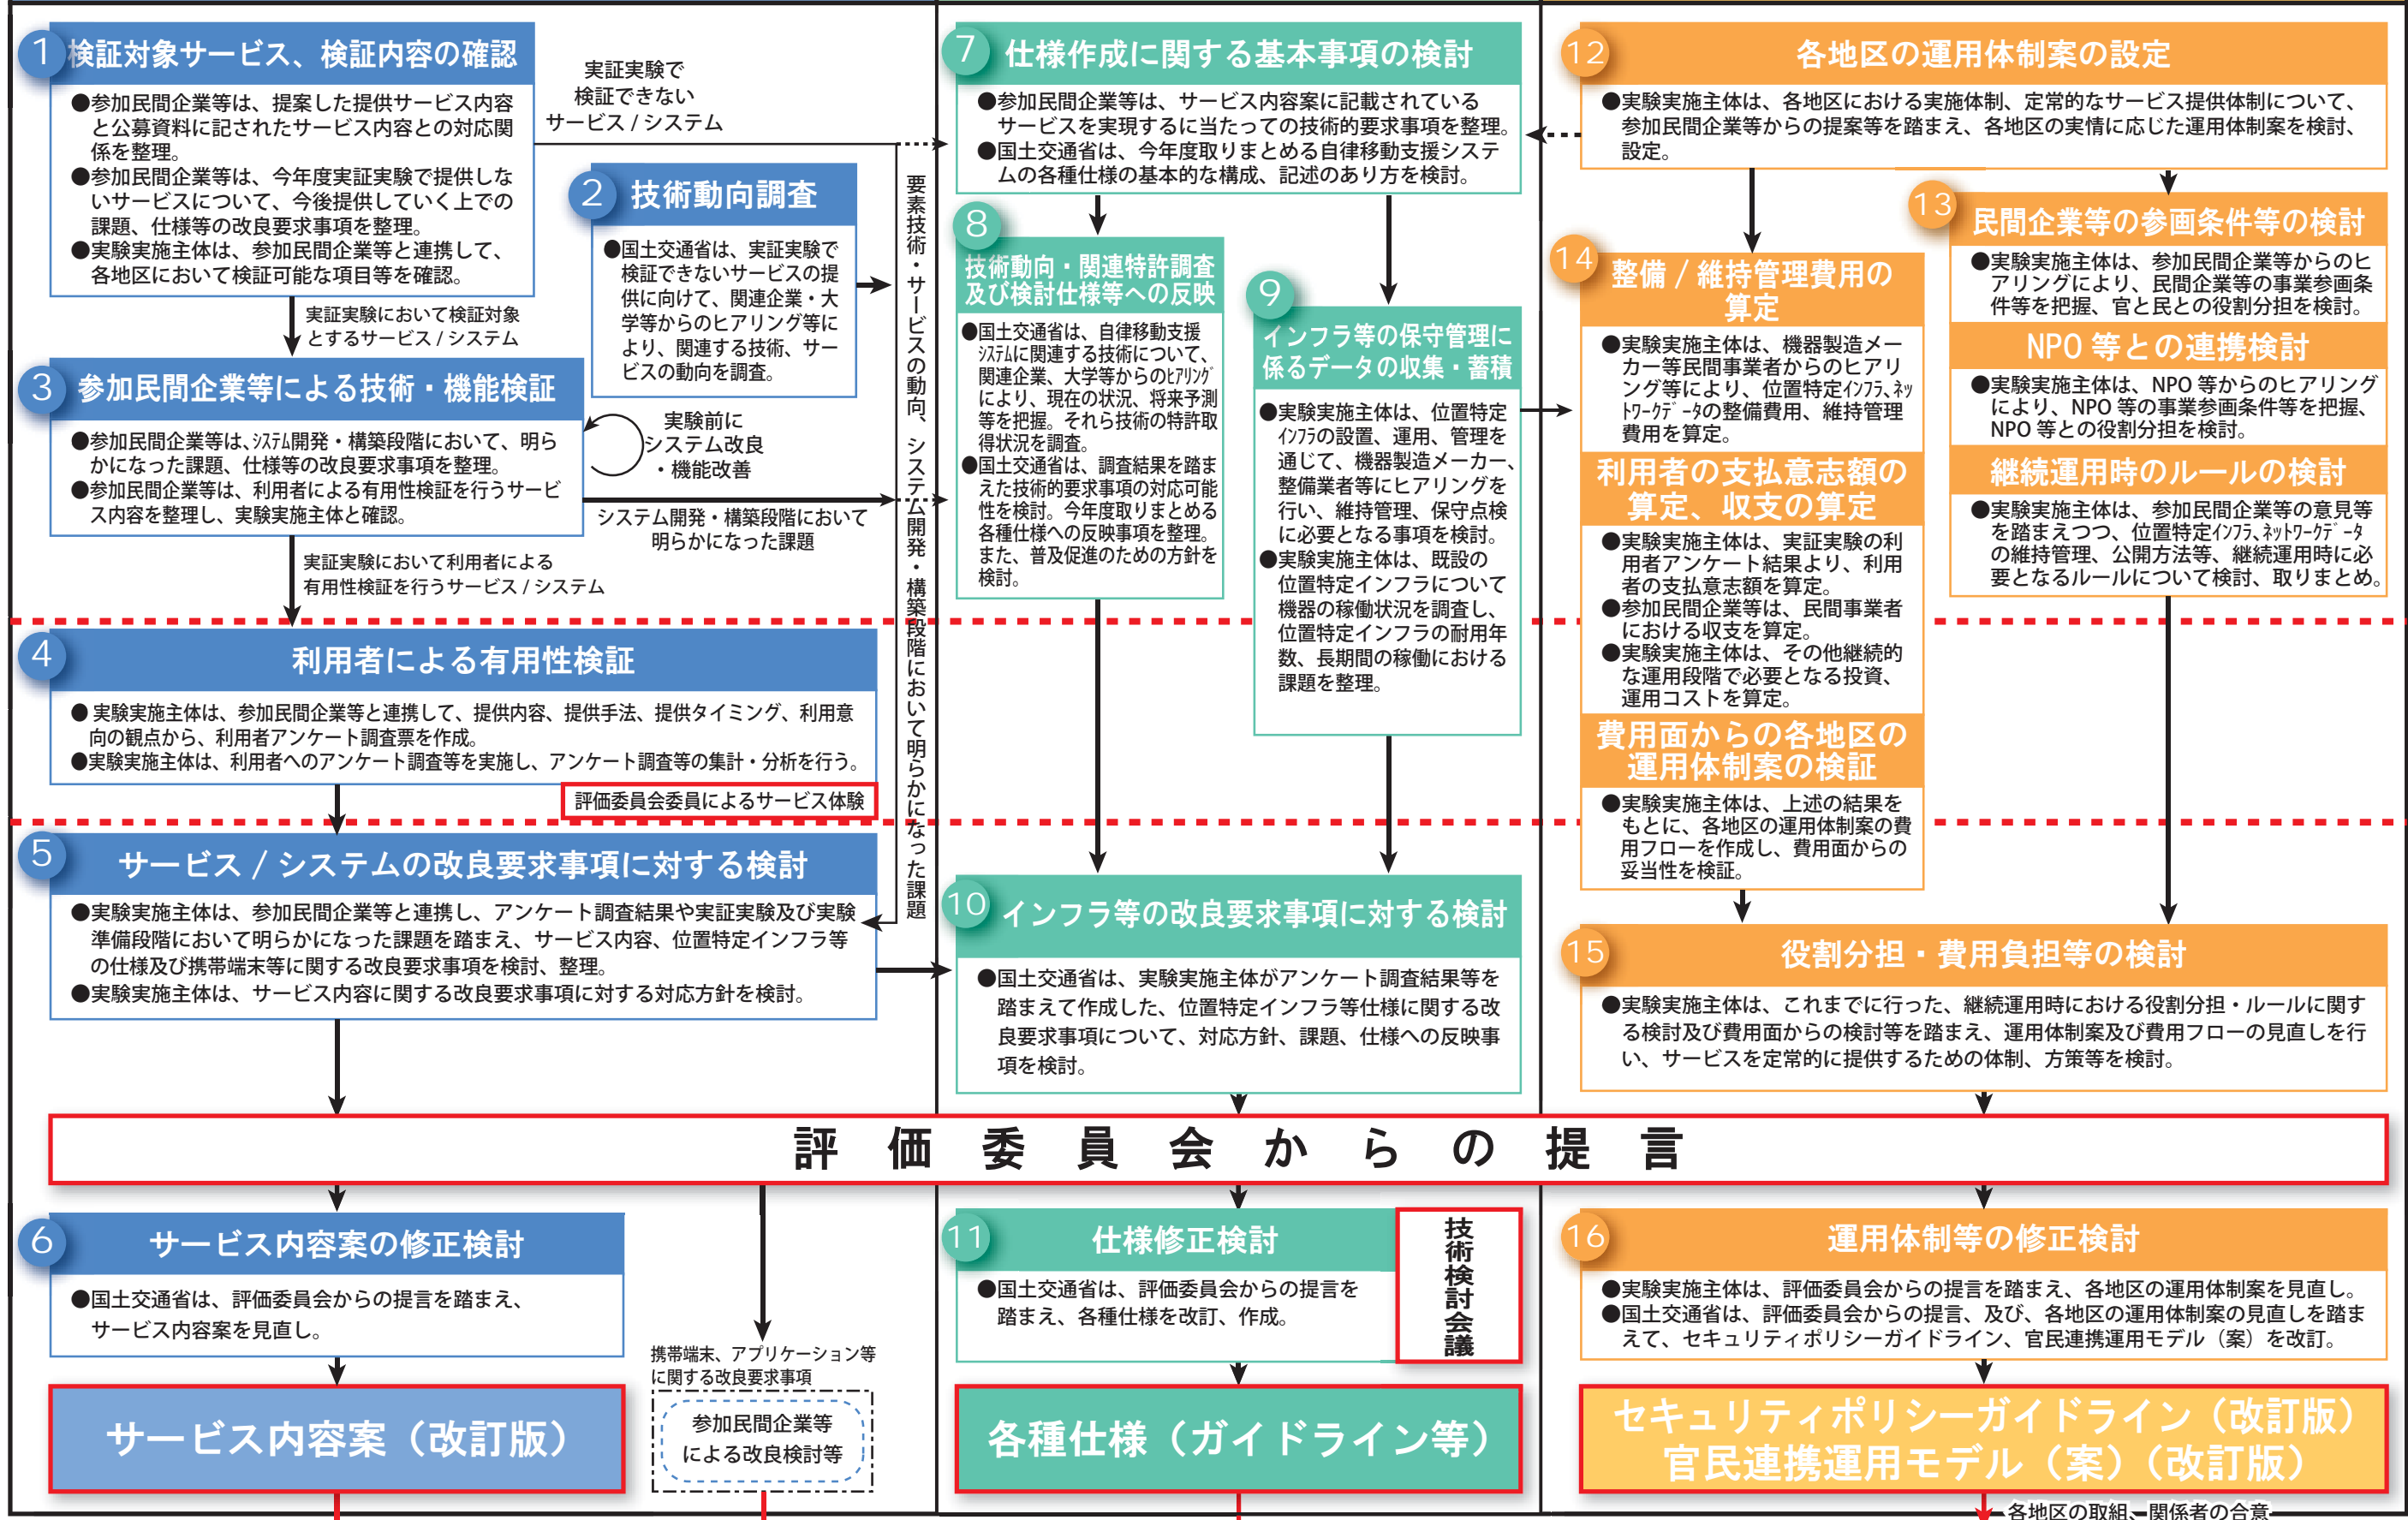 1
検証対象サービス、検証内容の確認
●参加民間企業等は、提案した提供サービス内容
と公募資料に記されたサービス内容との対応関
係を整理。
●参加民間企業等は、今年度実証実験で提供しな
いサービスについて、今後提供していく上での
課題、仕様等の改良要求事項を整理。
●実験実施主体は、参加民間企業等と連携して、
各地区において検証可能な項目等を確認。
実証実験で
検証できない
サービス / システム
2
技術動向調査
●国土交通省は、実証実験で
検証できないサービスの提
供に向けて、関連企業・大
学等からのヒアリング等に
より、関連する技術、サー
ビスの動向を調査。
実証実験において検証対象
とするサービス / システム
3
参加民間企業等による技術・機能検証
●参加民間企業等は、ｼｽﾃﾑ開発・構築段階において、明ら
かになった課題、仕様等の改良要求事項を整理。
●参加民間企業等は、利用者による有用性検証を行うサービ
ス内容を整理し、実験実施主体と確認。
実験前に
システム改良
・機能改善
システム開発・構築段階において
明らかになった課題
実証実験において利用者による
有用性検証を行うサービス / システム
要素技術・サービスの動向、システム開発・構築段階において明らかになった課題
4
利用者による有用性検証
●実験実施主体は、参加民間企業等と連携して、提供内容、提供手法、提供タイミング、利用意
向の観点から、利用者アンケート調査票を作成。
●実験実施主体は、利用者へのアンケート調査等を実施し、アンケート調査等の集計・分析を行う。
評価委員会委員によるサービス体験
5
サービス / システムの改良要求事項に対する検討
●実験実施主体は、参加民間企業等と連携し、アンケート調査結果や実証実験及び実験
準備段階において明らかになった課題を踏まえ、サービス内容、位置特定インフラ等
の仕様及び携帯端末等に関する改良要求事項を検討、整理。
●実験実施主体は、サービス内容に関する改良要求事項に対する対応方針を検討。
7
仕様作成に関する基本事項の検討
●参加民間企業等は、サービス内容案に記載されている
サービスを実現するに当たっての技術的要求事項を整理。
●国土交通省は、今年度取りまとめる自律移動支援システ
ムの各種仕様の基本的な構成、記述のあり方を検討。
8
技術動向・関連特許調査
及び検討仕様等への反映
●国土交通省は、自律移動支援
ｼｽﾃﾑに関連する技術について、
関連企業、大学等からのﾋｱﾘﾝｸﾞ
により、現在の状況、将来予測
等を把握。それら技術の特許取
得状況を調査。
●国土交通省は、調査結果を踏ま
えた技術的要求事項の対応可能
性を検討。今年度取りまとめる
各種仕様への反映事項を整理。
また、普及促進のための方針を
検討。
9
インフラ等の保守管理に
係るデータの収集・蓄積
●実験実施主体は、位置特定
ｲﾝﾌﾗの設置、運用、管理を
通じて、機器製造メーカー、
整備業者等にヒアリングを
行い、維持管理、保守点検
に必要となる事項を検討。
●実験実施主体は、既設の
位置特定インフラについて
機器の稼働状況を調査し、
位置特定インフラの耐用年
数、長期間の稼働における
課題を整理。
10
インフラ等の改良要求事項に対する検討
●国土交通省は、実験実施主体がアンケート調査結果等を
踏まえて作成した、位置特定インフラ等仕様に関する改
良要求事項について、対応方針、課題、仕様への反映事
項を検討。
12
各地区の運用体制案の設定
●実験実施主体は、各地区における実施体制、定常的なサービス提供体制について、
参加民間企業等からの提案等を踏まえ、各地区の実情に応じた運用体制案を検討、
設定。
13
民間企業等の参画条件等の検討
●実験実施主体は、参加民間企業等からのヒ
アリングにより、民間企業等の事業参画条
件等を把握、官と民との役割分担を検討。
NPO 等との連携検討
●実験実施主体は、NPO 等からのヒアリング
により、NPO 等の事業参画条件等を把握、
NPO 等との役割分担を検討。
継続運用時のルールの検討
●実験実施主体は、参加民間企業等の意見等
を踏まえつつ、位置特定ｲﾝﾌﾗ、ﾈｯﾄﾜｰｸﾃﾞｰﾀ
の維持管理、公開方法等、継続運用時に必
要となるルールについて検討、取りまとめ。
14
整備 / 維持管理費用の
算定
●実験実施主体は、機器製造メー
カー等民間事業者からのヒアリ
ング等により、位置特定ｲﾝﾌﾗ、ﾈｯ
ﾄﾜｰｸﾃﾞｰﾀの整備費用、維持管理
費用を算定。
利用者の支払意志額の
算定、収支の算定
●実験実施主体は、実証実験の利
用者アンケート結果より、利用
者の支払意志額を算定。
●参加民間企業等は、民間事業者
における収支を算定。
●実験実施主体は、その他継続的
な運用段階で必要となる投資、
運用コストを算定。
費用面からの各地区の
運用体制案の検証
●実験実施主体は、上述の結果を
もとに、各地区の運用体制案の費
用フローを作成し、費用面からの
妥当性を検証。
15
役割分担・費用負担等の検討
●実験実施主体は、これまでに行った、継続運用時における役割分担・ルールに関す
る検討及び費用面からの検討等を踏まえ、運用体制案及び費用フローの見直しを行
い、サービスを定常的に提供するための体制、方策等を検討。
評価委員会からの提言
6
サービス内容案の修正検討
●国土交通省は、評価委員会からの提言を踏まえ、
サービス内容案を見直し。
サービス内容案（改訂版）
携帯端末、アプリケーション等
に関する改良要求事項
参加民間企業等
による改良検討等
11
仕様修正検討
●国土交通省は、評価委員会からの提言を
踏まえ、各種仕様を改訂、作成。
技術検討会議
各種仕様（ガイドライン等）
16
運用体制等の修正検討
●実験実施主体は、評価委員会からの提言を踏まえ、各地区の運用体制案を見直し。
●国土交通省は、評価委員会からの提言、及び、各地区の運用体制案の見直しを踏ま
えて、セキュリティポリシーガイドライン、官民連携運用モデル（案）を改訂。
セキュリティポリシーガイドライン（改訂版）
官民連携運用モデル（案）（改訂版）
各地区の取組、関係者の合意